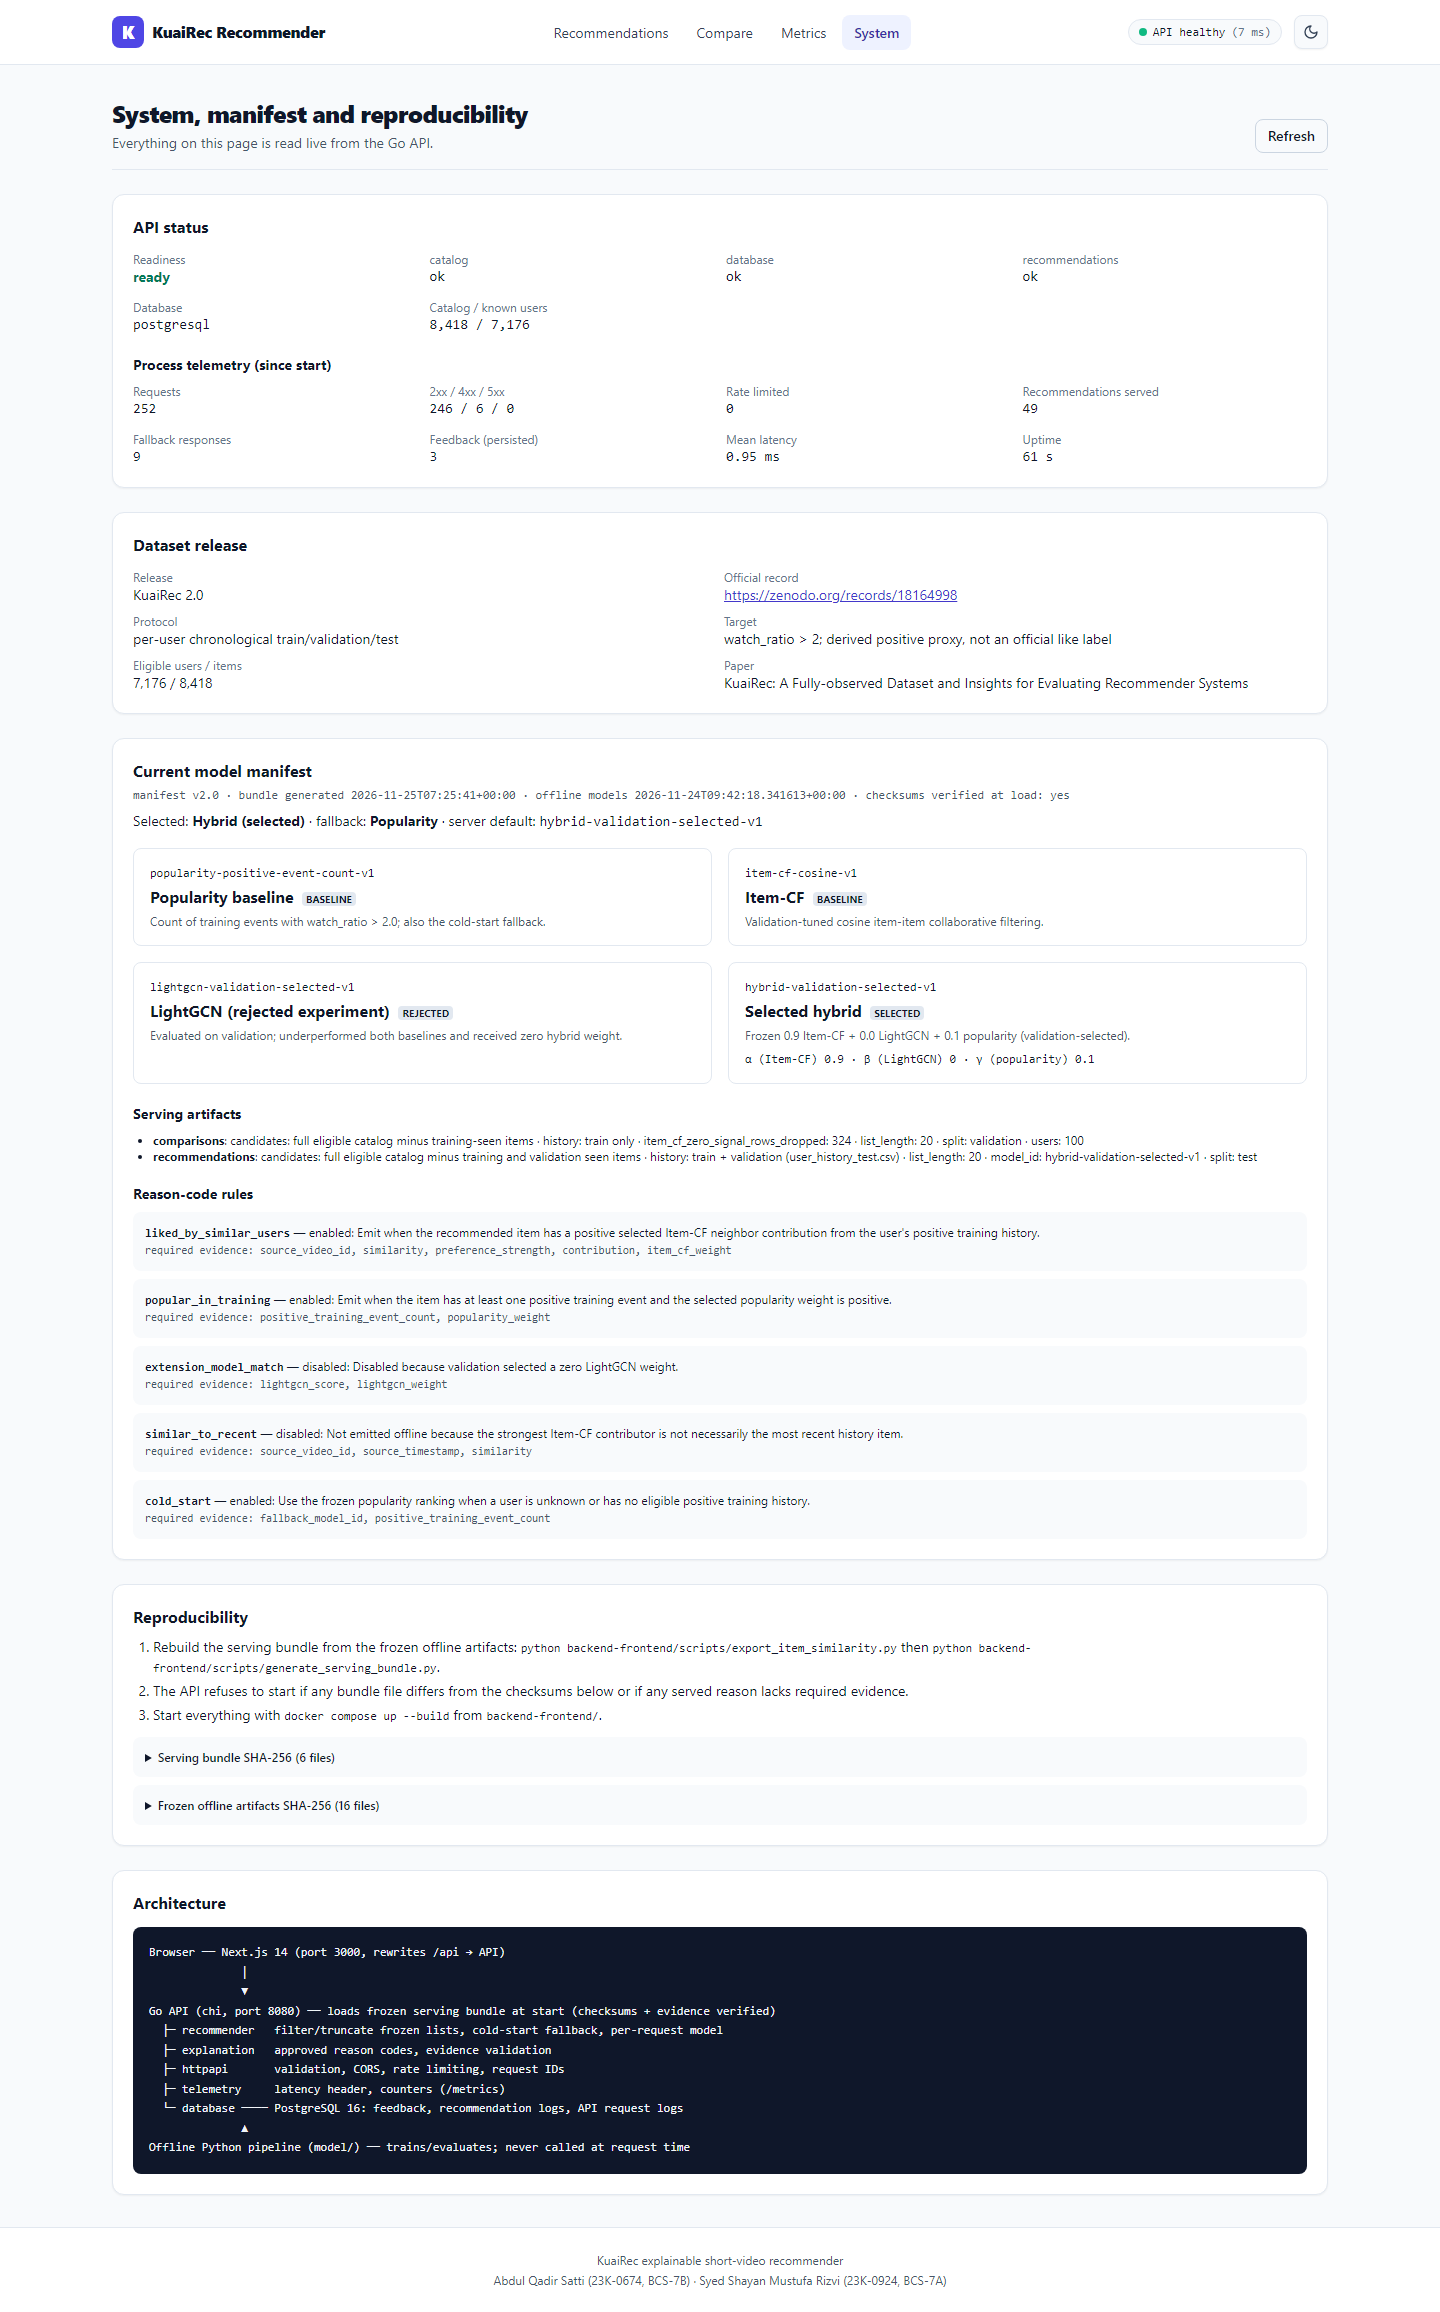 K KuaiRec Recommender Recommendations Compare Metrics System API healthy (7 ms)
System, manifest and reproducibility
Everything on this page is read live from the Go API.
Refresh
API status
Readiness catalog database recommendations
ready ok ok ok
Database Catalog / known users
postgresql 8,418 / 7,176
Process telemetry (since start)
Requests 2xx / 4xx / 5xx Rate limited Recommendations served
252 246 / 6 / 0 0 49
Fallback responses Feedback (persisted) Mean latency Uptime
9 3 0.95 ms 61 s
Dataset release
Release Official record
KuaiRec 2.0 https://zenodo.org/records/18164998
Protocol Target
per-user chronological train/validation/test watch_ratio > 2; derived positive proxy, not an official like label
Eligible users / items Paper
7,176 / 8,418 KuaiRec: A Fully-observed Dataset and Insights for Evaluating Recommender Systems
Current model manifest
manifest v2.0 · bundle generated 2026-11-25T07:25:41+00:00 · offline models 2026-11-24T09:42:18.341613+00:00 · checksums verified at load: yes
Selected: Hybrid (selected) · fallback: Popularity · server default: hybrid-validation-selected-v1
popularity-positive-event-count-v1
Popularity baseline BASELINE
Count of training events with watch_ratio > 2.0; also the cold-start fallback.
item-cf-cosine-v1
Item-CF BASELINE
Validation-tuned cosine item-item collaborative filtering.
lightgcn-validation-selected-v1
LightGCN (rejected experiment) REJECTED
Evaluated on validation; underperformed both baselines and received zero hybrid weight.
hybrid-validation-selected-v1
Selected hybrid SELECTED
Frozen 0.9 Item-CF + 0.0 LightGCN + 0.1 popularity (validation-selected).
α (Item-CF) 0.9 · β (LightGCN) 0 · γ (popularity) 0.1
Serving artifacts
• comparisons: candidates: full eligible catalog minus training-seen items · history: train only · item_cf_zero_signal_rows_dropped: 324 · list_length: 20 · split: validation · users: 100
• recommendations: candidates: full eligible catalog minus training and validation seen items · history: train + validation (user_history_test.csv) · list_length: 20 · model_id: hybrid-validation-selected-v1 · split: test
Reason-code rules
liked_by_similar_users — enabled: Emit when the recommended item has a positive selected Item-CF neighbor contribution from the user's positive training history.
required evidence: source_video_id, similarity, preference_strength, contribution, item_cf_weight
popular_in_training — enabled: Emit when the item has at least one positive training event and the selected popularity weight is positive.
required evidence: positive_training_event_count, popularity_weight
extension_model_match — disabled: Disabled because validation selected a zero LightGCN weight.
required evidence: lightgcn_score, lightgcn_weight
similar_to_recent — disabled: Not emitted offline because the strongest Item-CF contributor is not necessarily the most recent history item.
required evidence: source_video_id, source_timestamp, similarity
cold_start — enabled: Use the frozen popularity ranking when a user is unknown or has no eligible positive training history.
required evidence: fallback_model_id, positive_training_event_count
Reproducibility
1. Rebuild the serving bundle from the frozen offline artifacts: python backend-frontend/scripts/export_item_similarity.py then python backend-
frontend/scripts/generate_serving_bundle.py.
2. The API refuses to start if any bundle file differs from the checksums below or if any served reason lacks required evidence.
3. Start everything with docker compose up --build from backend-frontend/.
▶ Serving bundle SHA-256 (6 files)
▶ Frozen offline artifacts SHA-256 (16 files)
Architecture
Browser ── Next.js 14 (port 3000, rewrites /api → API)
│
▼
Go API (chi, port 8080) ── loads frozen serving bundle at start (checksums + evidence verified)
├─ recommender filter/truncate frozen lists, cold-start fallback, per-request model
├─ explanation approved reason codes, evidence validation
├─ httpapi validation, CORS, rate limiting, request IDs
├─ telemetry latency header, counters (/metrics)
└─ database ──── PostgreSQL 16: feedback, recommendation logs, API request logs
▲
Offline Python pipeline (model/) ── trains/evaluates; never called at request time
KuaiRec explainable short-video recommender
Abdul Qadir Satti (23K-0674, BCS-7B) · Syed Shayan Mustufa Rizvi (23K-0924, BCS-7A)